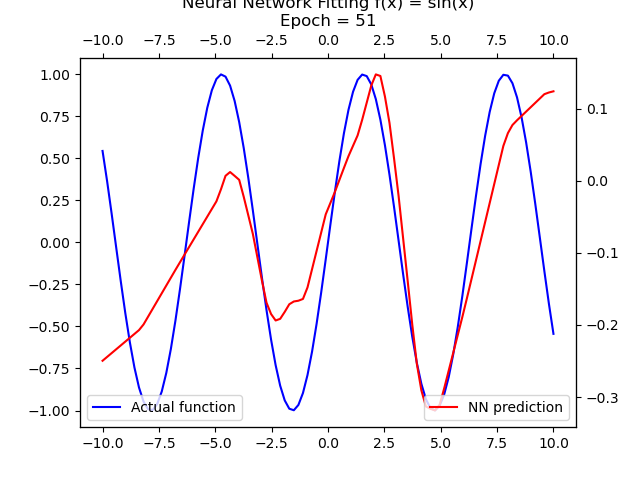 Neural Network Fitting f(x) = sin(x)
Epoch = 51
−10.0 −7.5 −5.0 −2.5 0.0 2.5 5.0 7.5 10.0
1.00
0.75
0.50
0.25
0.00
−0.25
−0.50
−0.75
−1.00
0.1
0.0
−0.1
−0.2
−0.3
Actual function
NN prediction
−10.0 −7.5 −5.0 −2.5 0.0 2.5 5.0 7.5 10.0